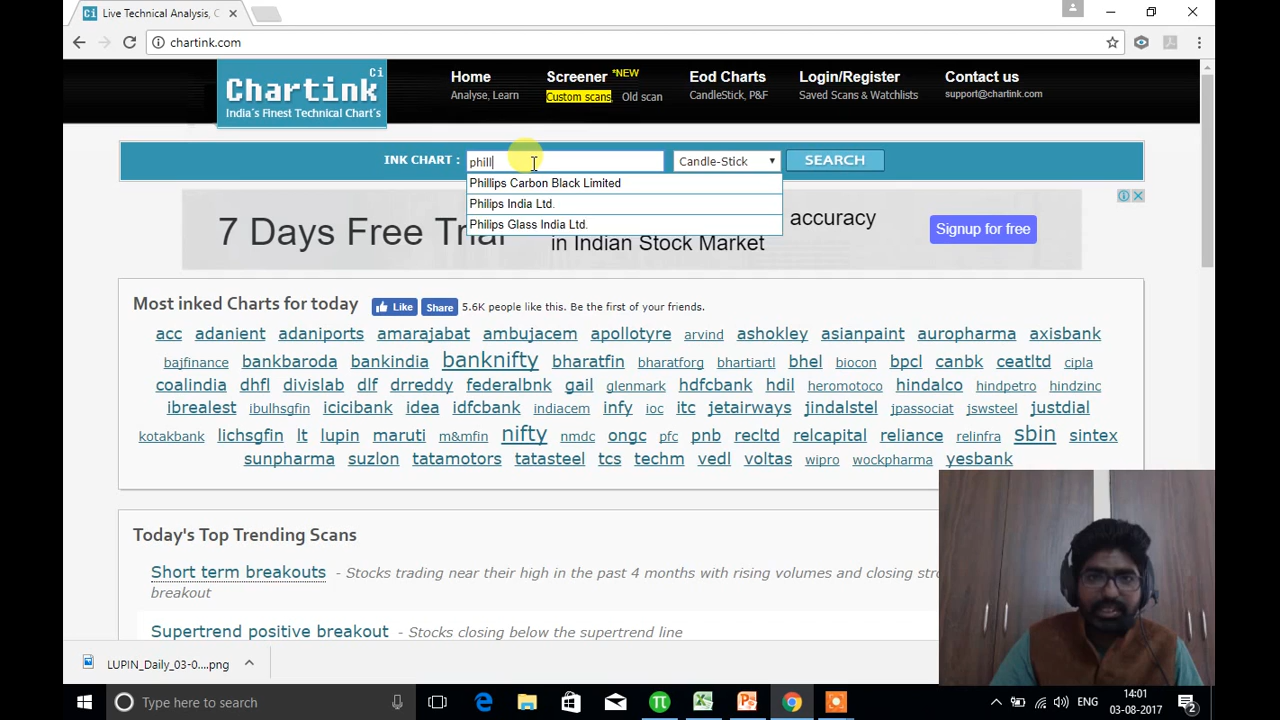 Live Technical Analysis, C
chartink.com
Chartink Ci
India's Finest Technical Chart's
Home
Analyse, Learn
Screener *NEW
Custom scans Old scan
Eod Charts
CandleStick, P&F
Login/Register
Saved Scans & Watchlists
Contact us
support@chartink.com
INK CHART : phill Candle-Stick SEARCH
Phillips Carbon Black Limited
Philips India Ltd.
Philips Glass India Ltd.
7 Days Free Trial
accuracy
in Indian Stock Market
Signup for free
Most inked Charts for today Like Share 5.6K people like this. Be the first of your friends.
acc adanient adaniports amarajabat ambujacem apollotyre arvind ashokley asianpaint auropharma axisbank
bajfinance bankbaroda bankindia banknifty bharatfin bharatforg bhartiartl bhel biocon bpcl canbk ceatltd cipla
coalindia dhfl divislab dlf drreddy federalbnk gail glenmark hdfcbank hdil heromotoco hindalco hindpetro hindzinc
ibrealest ibulhsgfin icicibank idea idfcbank indiacem infy ioc itc jetairways jindalstel jpassociat jswsteel justdial
kotakbank lichsgfin lt lupin maruti m&mfin nifty nmdc ongc pfc pnb recltd relcapital reliance relinfra sbin sintex
sunpharma suzlon tatamotors tatasteel tcs techm vedl voltas wipro wockpharma yesbank
Today's Top Trending Scans
Short term breakouts - Stocks trading near their high in the past 4 months with rising volumes and closing stro
breakout
Supertrend positive breakout - Stocks closing below the supertrend line
LUPIN_Daily_03-0....png
Type here to search
ENG
14:01
03-08-2017
2